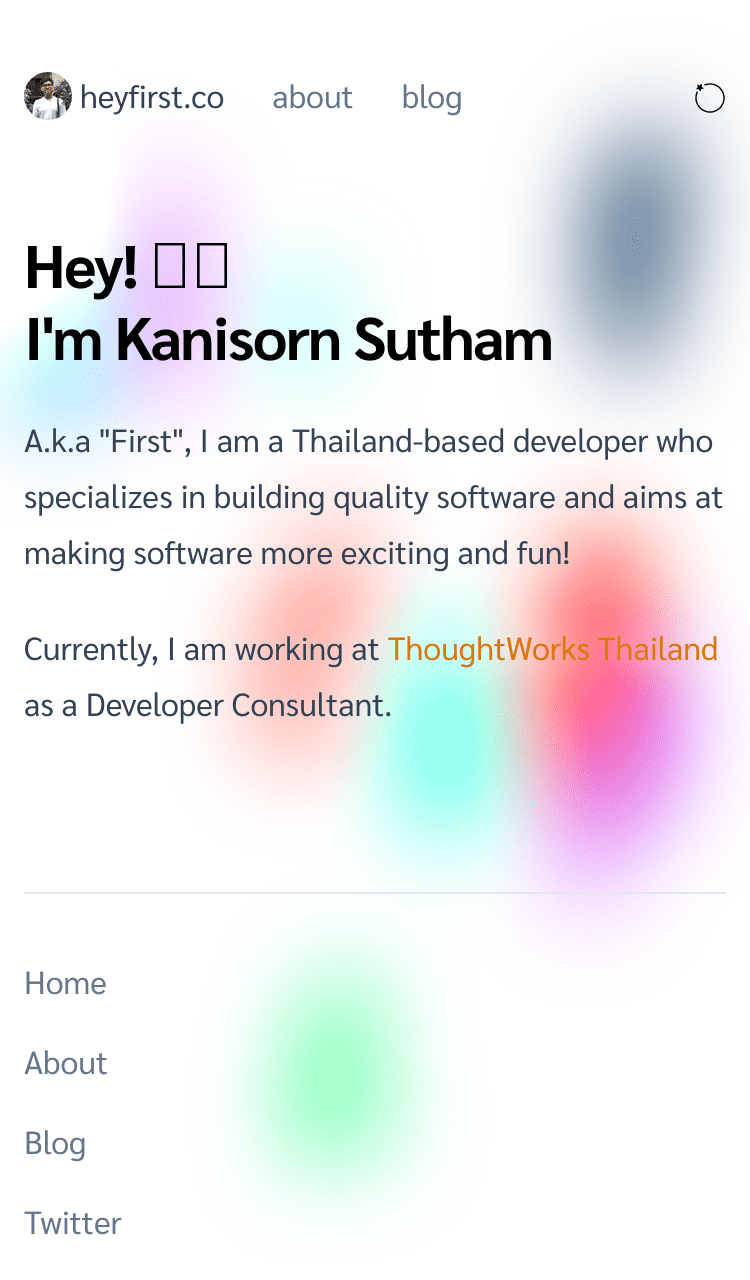 heyfirst.co about blog
Hey!
I'm Kanisorn Sutham
A.k.a "First", I am a Thailand-based developer who
specializes in building quality software and aims at
making software more exciting and fun!
Currently, I am working at ThoughtWorks Thailand
as a Developer Consultant.
Home
About
Blog
Twitter